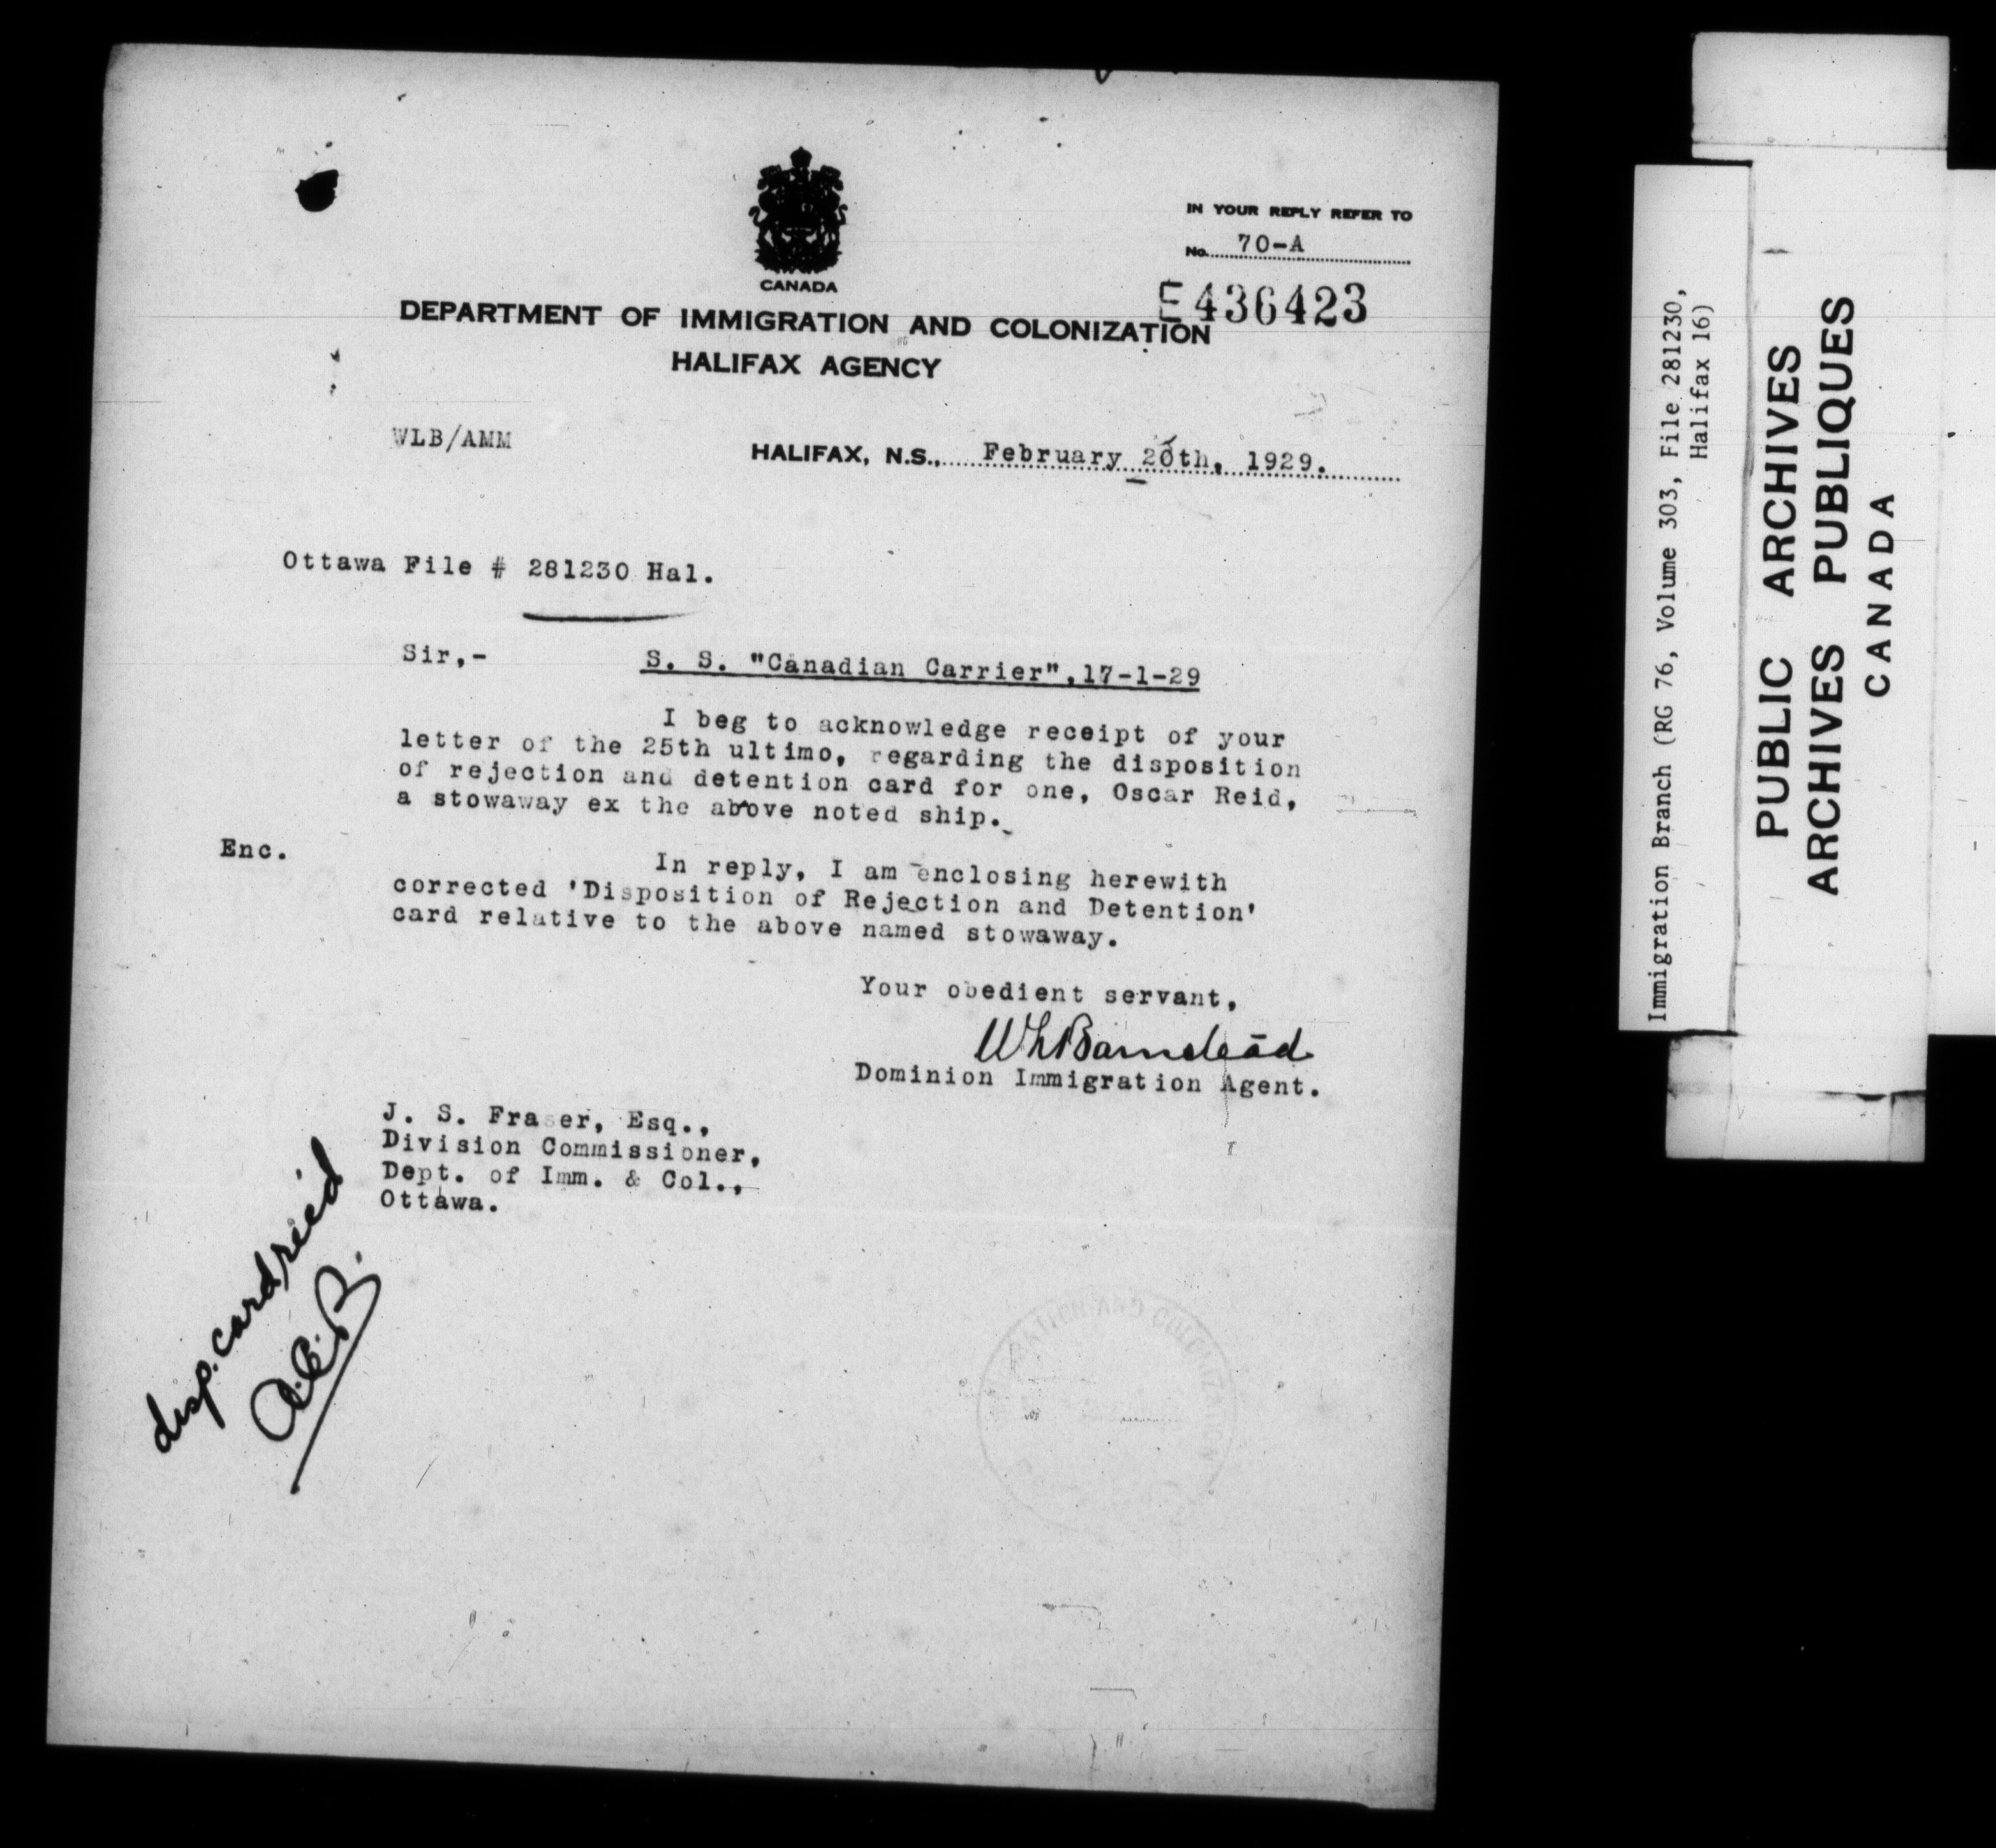 IN YOUR REPLY REFER TO
No. 70-A
E436423
CANADA
DEPARTMENT OF IMMIGRATION AND COLONIZATION
HALIFAX AGENCY
WLB/AMM
HALIFAX, N.S., February 20th, 1929.
Ottawa File # 281230 Hal.
Sir,- S. S. "Canadian Carrier", 17-1-29
I beg to acknowledge receipt of your
letter of the 25th ultimo, regarding the disposition
of rejection and detention card for one, Oscar Reid,
a stowaway ex the above noted ship.
Enc.
In reply, I am enclosing herewith
corrected 'Disposition of Rejection and Detention'
card relative to the above named stowaway.
Your obedient servant,
WLBarnstead
Dominion Immigration Agent.
J. S. Fraser, Esq.,
Division Commissioner,
Dept. of Imm. & Col.,
Ottawa.
disp. card
AND COLONIZATION
Immigration Branch (RG 76, Volume 303, File 281230,
Halifax 16)
PUBLIC ARCHIVES
ARCHIVES PUBLIQUES
CANADA